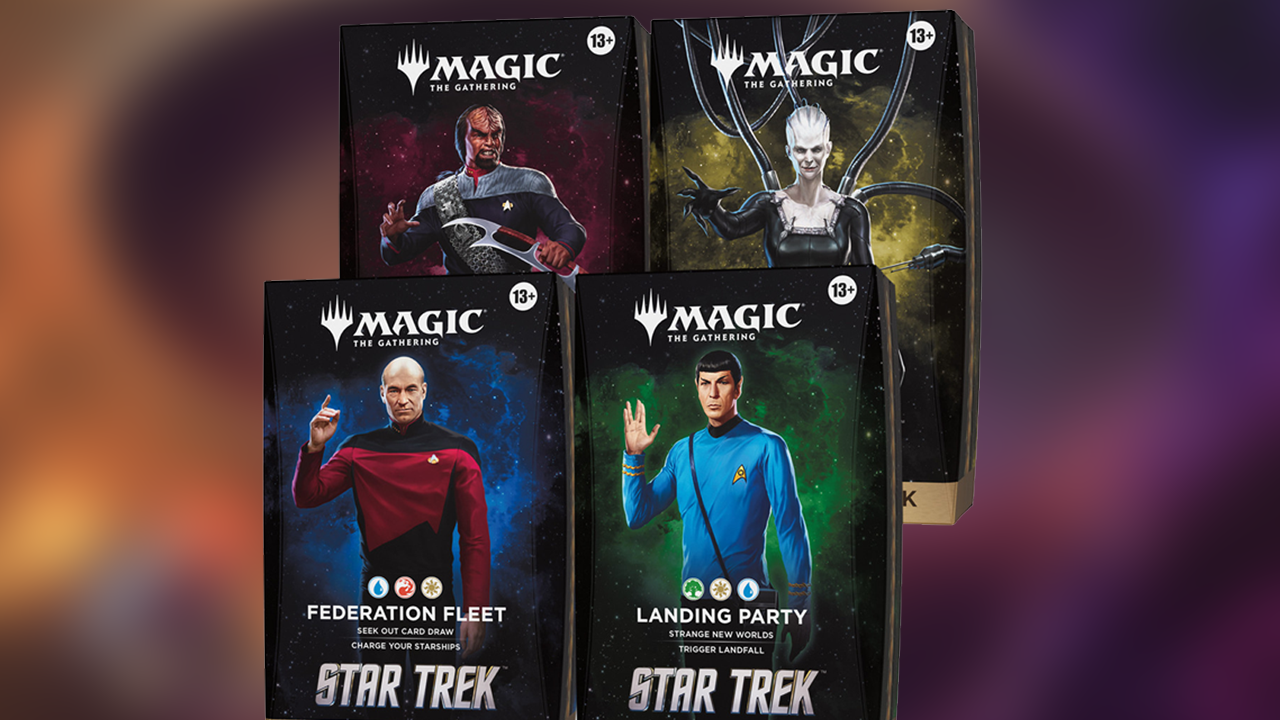 MAGIC
THE GATHERING
13+
MAGIC
THE GATHERING
13+
MAGIC
THE GATHERING
13+
FEDERATION FLEET
SEEK OUT CARD DRAW
CHARGE YOUR STARSHIPS
STAR TREK
MAGIC
THE GATHERING
13+
LANDING PARTY
STRANGE NEW WORLDS
TRIGGER LANDFALL
STAR TREK
K